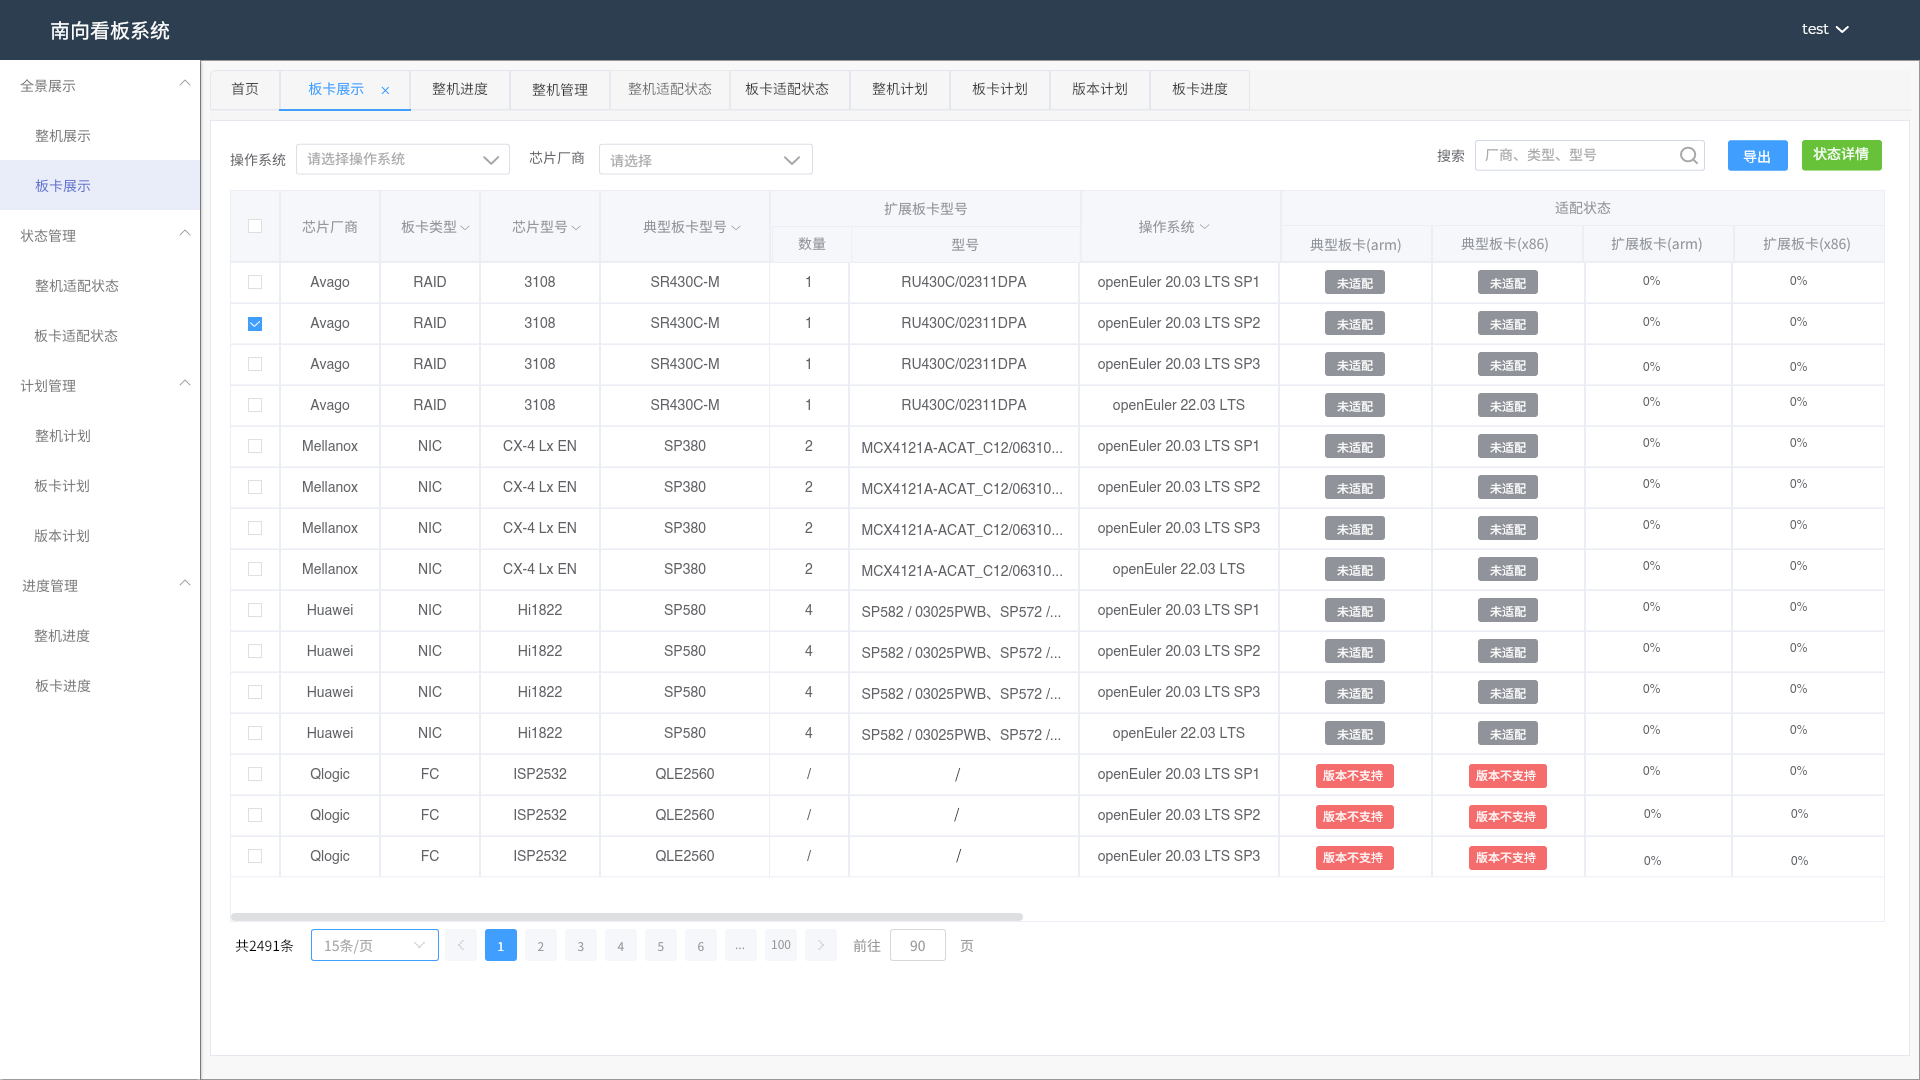 南向看板系统
test
全景展示
整机展示
板卡展示
状态管理
整机适配状态
板卡适配状态
计划管理
整机计划
板卡计划
版本计划
进度管理
整机进度
板卡进度
首页 板卡展示 × 整机进度 整机管理 整机适配状态 板卡适配状态 整机计划 板卡计划 版本计划 板卡进度
操作系统 请选择操作系统 芯片厂商 请选择 搜索 厂商、类型、型号 导出 状态详情
芯片厂商 板卡类型 芯片型号 典型板卡型号 扩展板卡型号 操作系统 适配状态
数量 型号 典型板卡(arm) 典型板卡(x86) 扩展板卡(arm) 扩展板卡(x86)
Avago RAID 3108 SR430C-M 1 RU430C/02311DPA openEuler 20.03 LTS SP1 未适配 未适配 0% 0%
Avago RAID 3108 SR430C-M 1 RU430C/02311DPA openEuler 20.03 LTS SP2 未适配 未适配 0% 0%
Avago RAID 3108 SR430C-M 1 RU430C/02311DPA openEuler 20.03 LTS SP3 未适配 未适配 0% 0%
Avago RAID 3108 SR430C-M 1 RU430C/02311DPA openEuler 22.03 LTS 未适配 未适配 0% 0%
Mellanox NIC CX-4 Lx EN SP380 2 MCX4121A-ACAT_C12/06310... openEuler 20.03 LTS SP1 未适配 未适配 0% 0%
Mellanox NIC CX-4 Lx EN SP380 2 MCX4121A-ACAT_C12/06310... openEuler 20.03 LTS SP2 未适配 未适配 0% 0%
Mellanox NIC CX-4 Lx EN SP380 2 MCX4121A-ACAT_C12/06310... openEuler 20.03 LTS SP3 未适配 未适配 0% 0%
Mellanox NIC CX-4 Lx EN SP380 2 MCX4121A-ACAT_C12/06310... openEuler 22.03 LTS 未适配 未适配 0% 0%
Huawei NIC Hi1822 SP580 4 SP582 / 03025PWB、SP572 /... openEuler 20.03 LTS SP1 未适配 未适配 0% 0%
Huawei NIC Hi1822 SP580 4 SP582 / 03025PWB、SP572 /... openEuler 20.03 LTS SP2 未适配 未适配 0% 0%
Huawei NIC Hi1822 SP580 4 SP582 / 03025PWB、SP572 /... openEuler 20.03 LTS SP3 未适配 未适配 0% 0%
Huawei NIC Hi1822 SP580 4 SP582 / 03025PWB、SP572 /... openEuler 22.03 LTS 未适配 未适配 0% 0%
Qlogic FC ISP2532 QLE2560 / / openEuler 20.03 LTS SP1 版本不支持 版本不支持 0% 0%
Qlogic FC ISP2532 QLE2560 / / openEuler 20.03 LTS SP2 版本不支持 版本不支持 0% 0%
Qlogic FC ISP2532 QLE2560 / / openEuler 20.03 LTS SP3 版本不支持 版本不支持 0% 0%
共2491条 15条/页 1 2 3 4 5 6 ... 100 前往 90 页